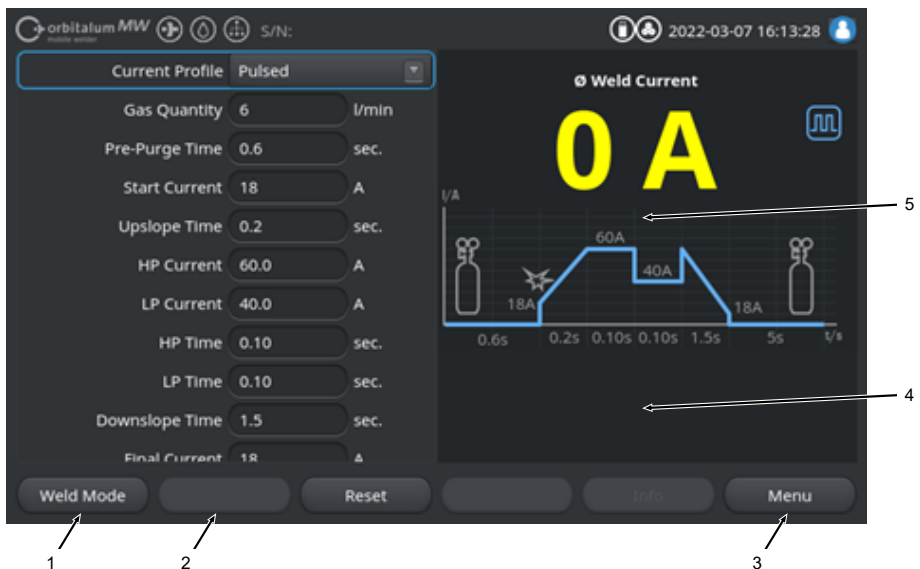 orbitalum MW S/N: 2022-03-07 16:13:28
mobile welder
Current Profile Pulsed
Gas Quantity 6 l/min
Pre-Purge Time 0.6 sec.
Start Current 18 A
Upslope Time 0.2 sec.
HP Current 60.0 A
LP Current 40.0 A
HP Time 0.10 sec.
LP Time 0.10 sec.
Downslope Time 1.5 sec.
Final Current 18 A
Ø Weld Current
0 A
I/A
60A
40A
18A
18A
0.6s 0.2s 0.10s 0.10s 1.5s 5s t/s
5
4
Weld Mode Reset Info Menu
1 2 3